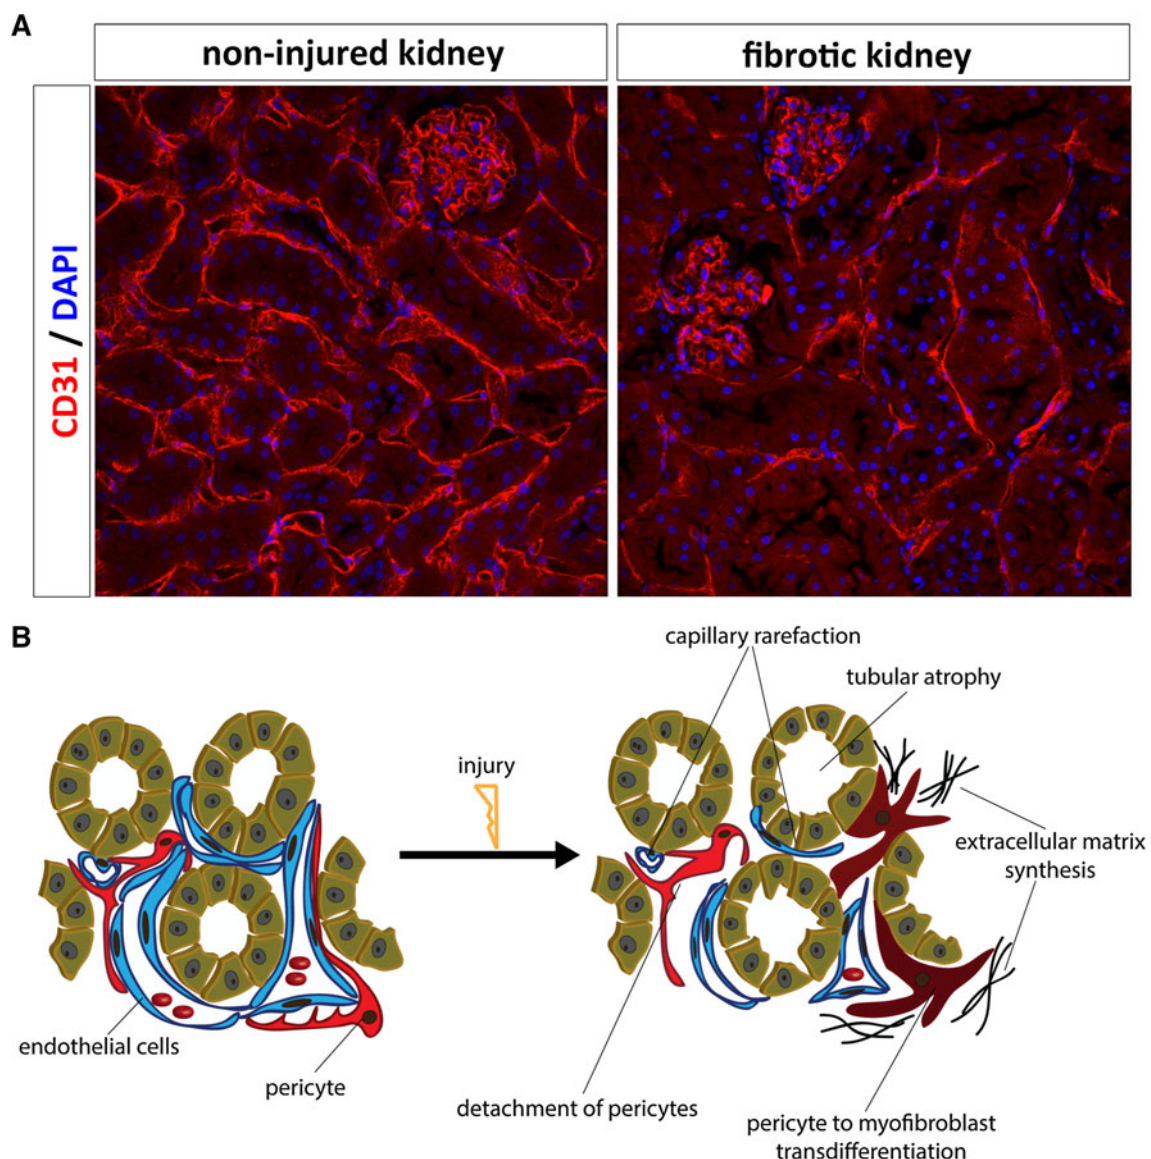 A
non-injured kidney
fibrotic kidney
CD31 / DAPI
B
capillary rarefaction
tubular atrophy
injury
extracellular matrix
synthesis
endothelial cells
pericyte
detachment of pericytes
pericyte to myofibroblast
transdifferentiation